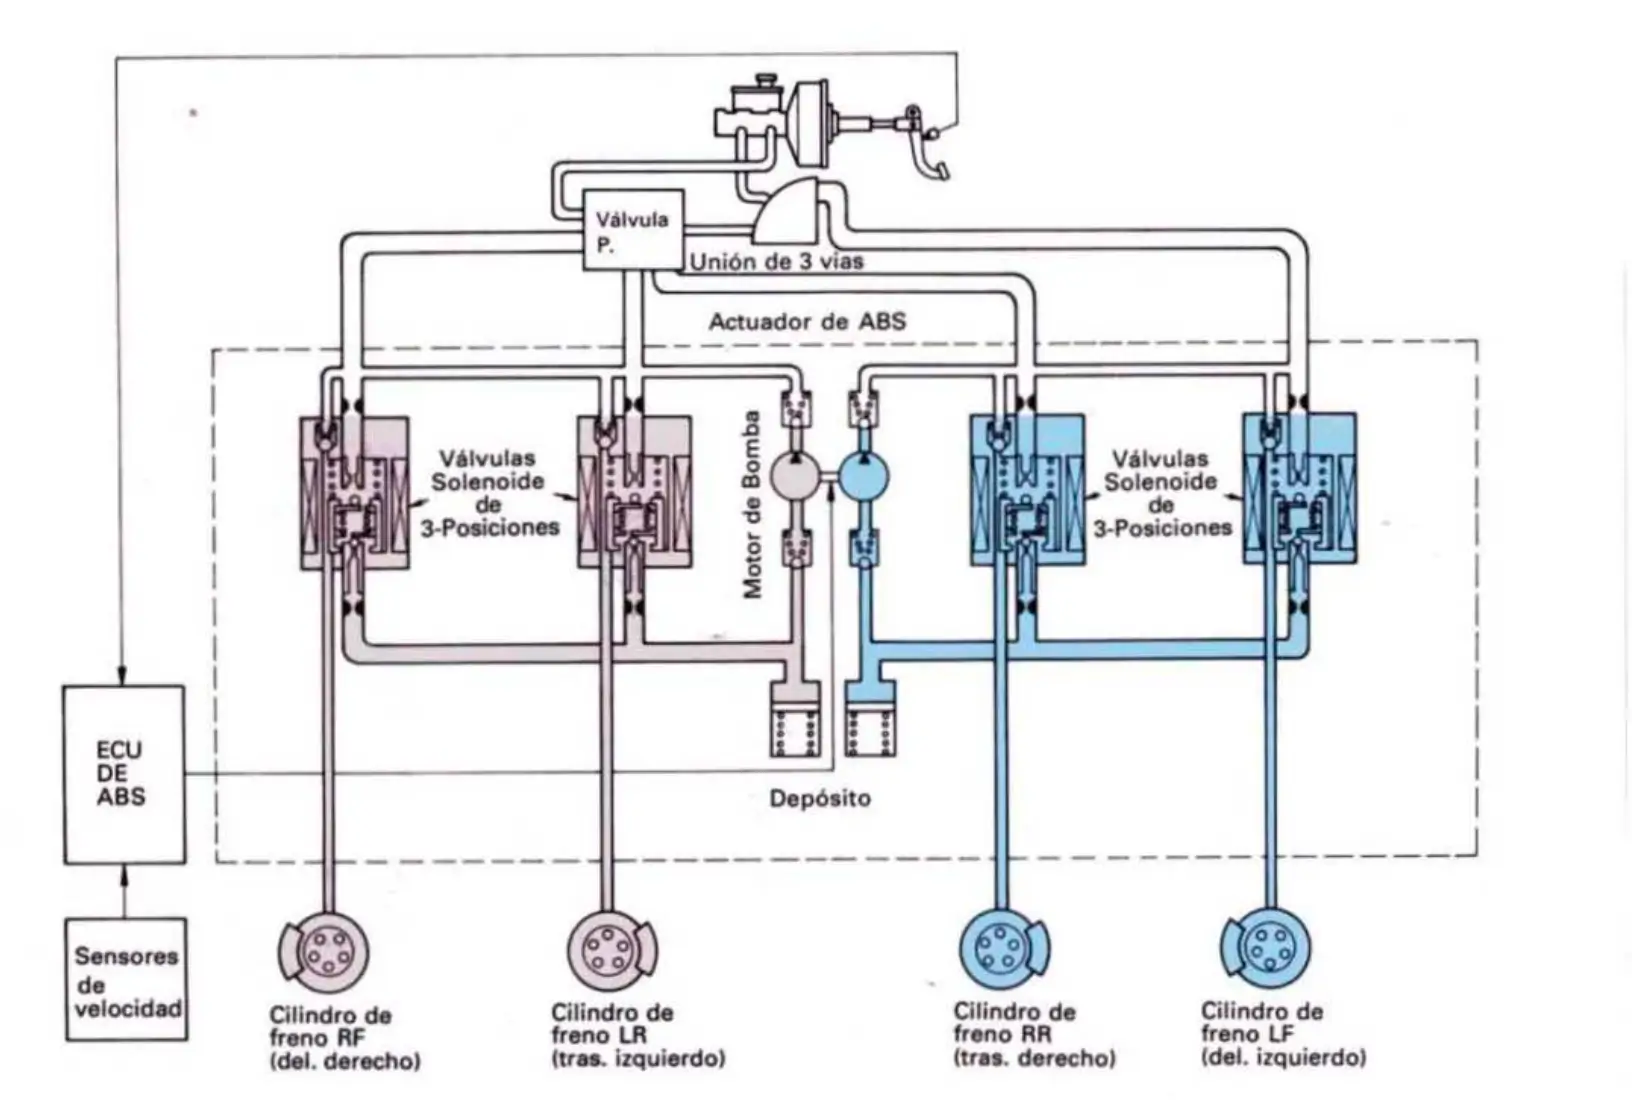 Válvula
P.
Unión de 3 vías
Actuador de ABS
Válvulas
Solenoide
de
3-Posiciones
Motor de Bomba
Válvulas
Solenoide
de
3-Posiciones
ECU
DE
ABS
Depósito
Sensores
de
velocidad
Cilindro de
freno RF
(del. derecho)
Cilindro de
freno LR
(tras. izquierdo)
Cilindro de
freno RR
(tras. derecho)
Cilindro de
freno LF
(del. izquierdo)